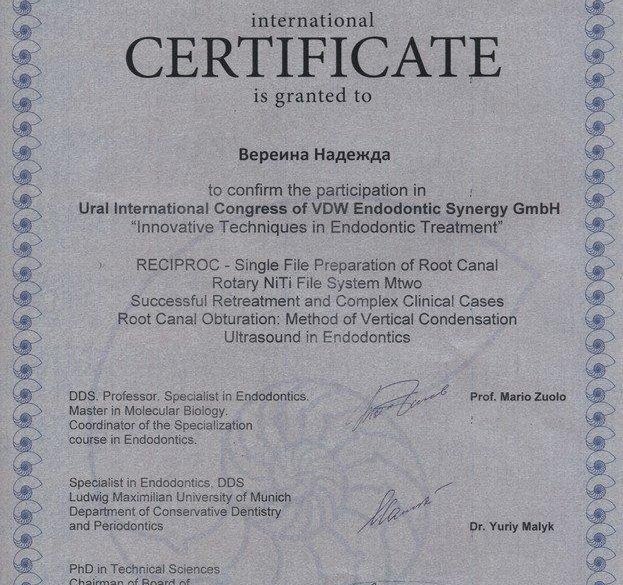 international
CERTIFICATE
is granted to
Вереина Надежда
to confirm the participation in
Ural International Congress of VDW Endodontic Synergy GmbH
“Innovative Techniques in Endodontic Treatment”
RECIPROC - Single File Preparation of Root Canal
Rotary NiTi File System Mtwo
Successful Retreatment and Complex Clinical Cases
Root Canal Obturation: Method of Vertical Condensation
Ultrasound in Endodontics
DDS. Professor. Specialist in Endodontics.
Master in Molecular Biology.
Coordinator of the Specialization
course in Endodontics.
Prof. Mario Zuolo
Specialist in Endodontics, DDS
Ludwig Maximilian University of Munich
Department of Conservative Dentistry
and Periodontics
Dr. Yuriy Malyk
PhD in Technical Sciences
Chairman of Board of